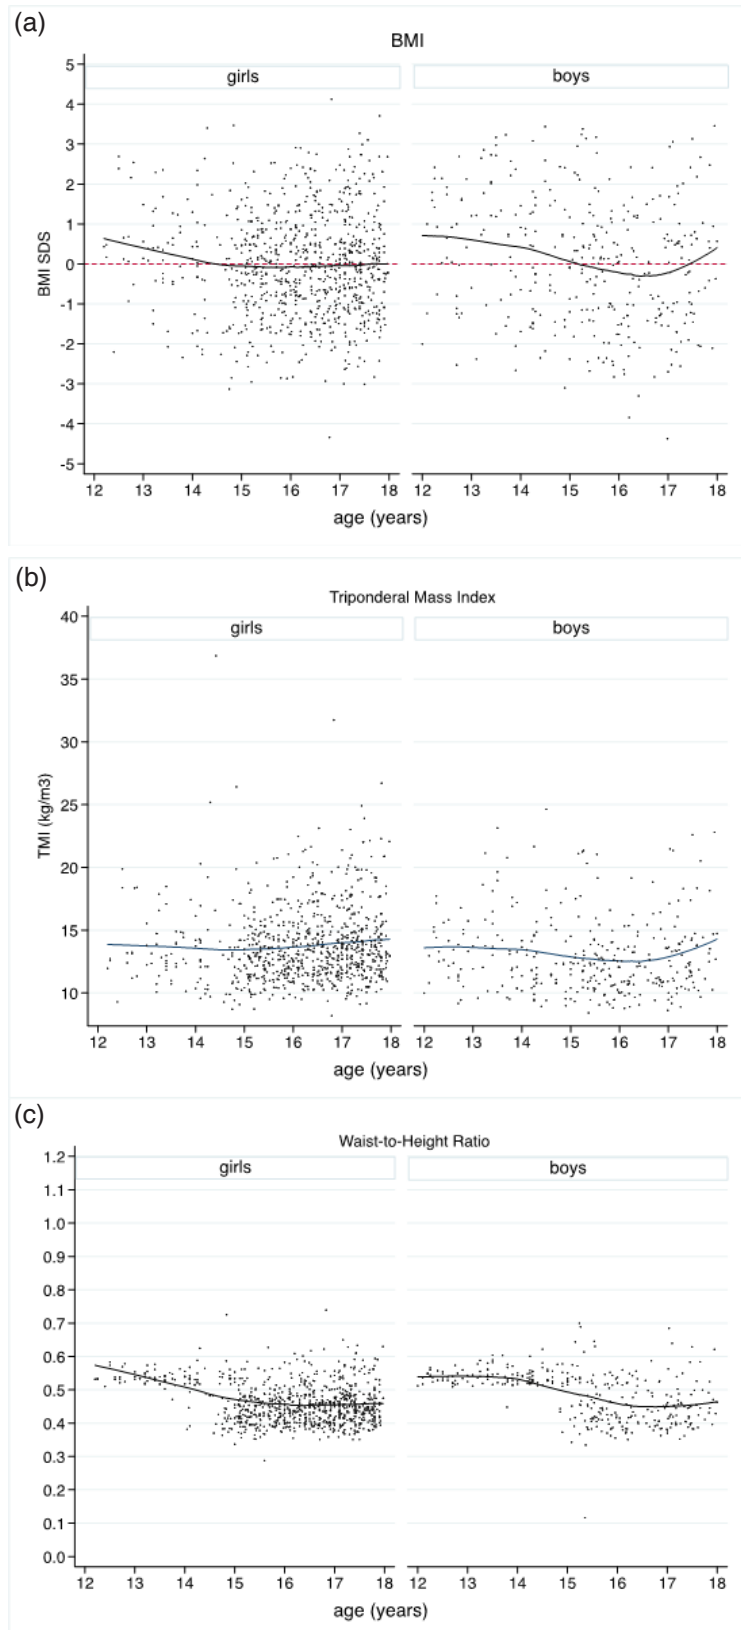 (a)
BMI
girls boys
5
4
3
2
1
0
-1
-2
-3
-4
-5
BMI SDS
12 13 14 15 16 17 18 12 13 14 15 16 17 18
age (years)
(b)
Triponderal Mass Index
girls boys
40
35
30
25
20
15
10
TMI (kg/m3)
12 13 14 15 16 17 18 12 13 14 15 16 17 18
age (years)
(c)
Waist-to-Height Ratio
girls boys
1.2
1.1
1.0
0.9
0.8
0.7
0.6
0.5
0.4
0.3
0.2
0.1
0.0
12 13 14 15 16 17 18 12 13 14 15 16 17 18
age (years)